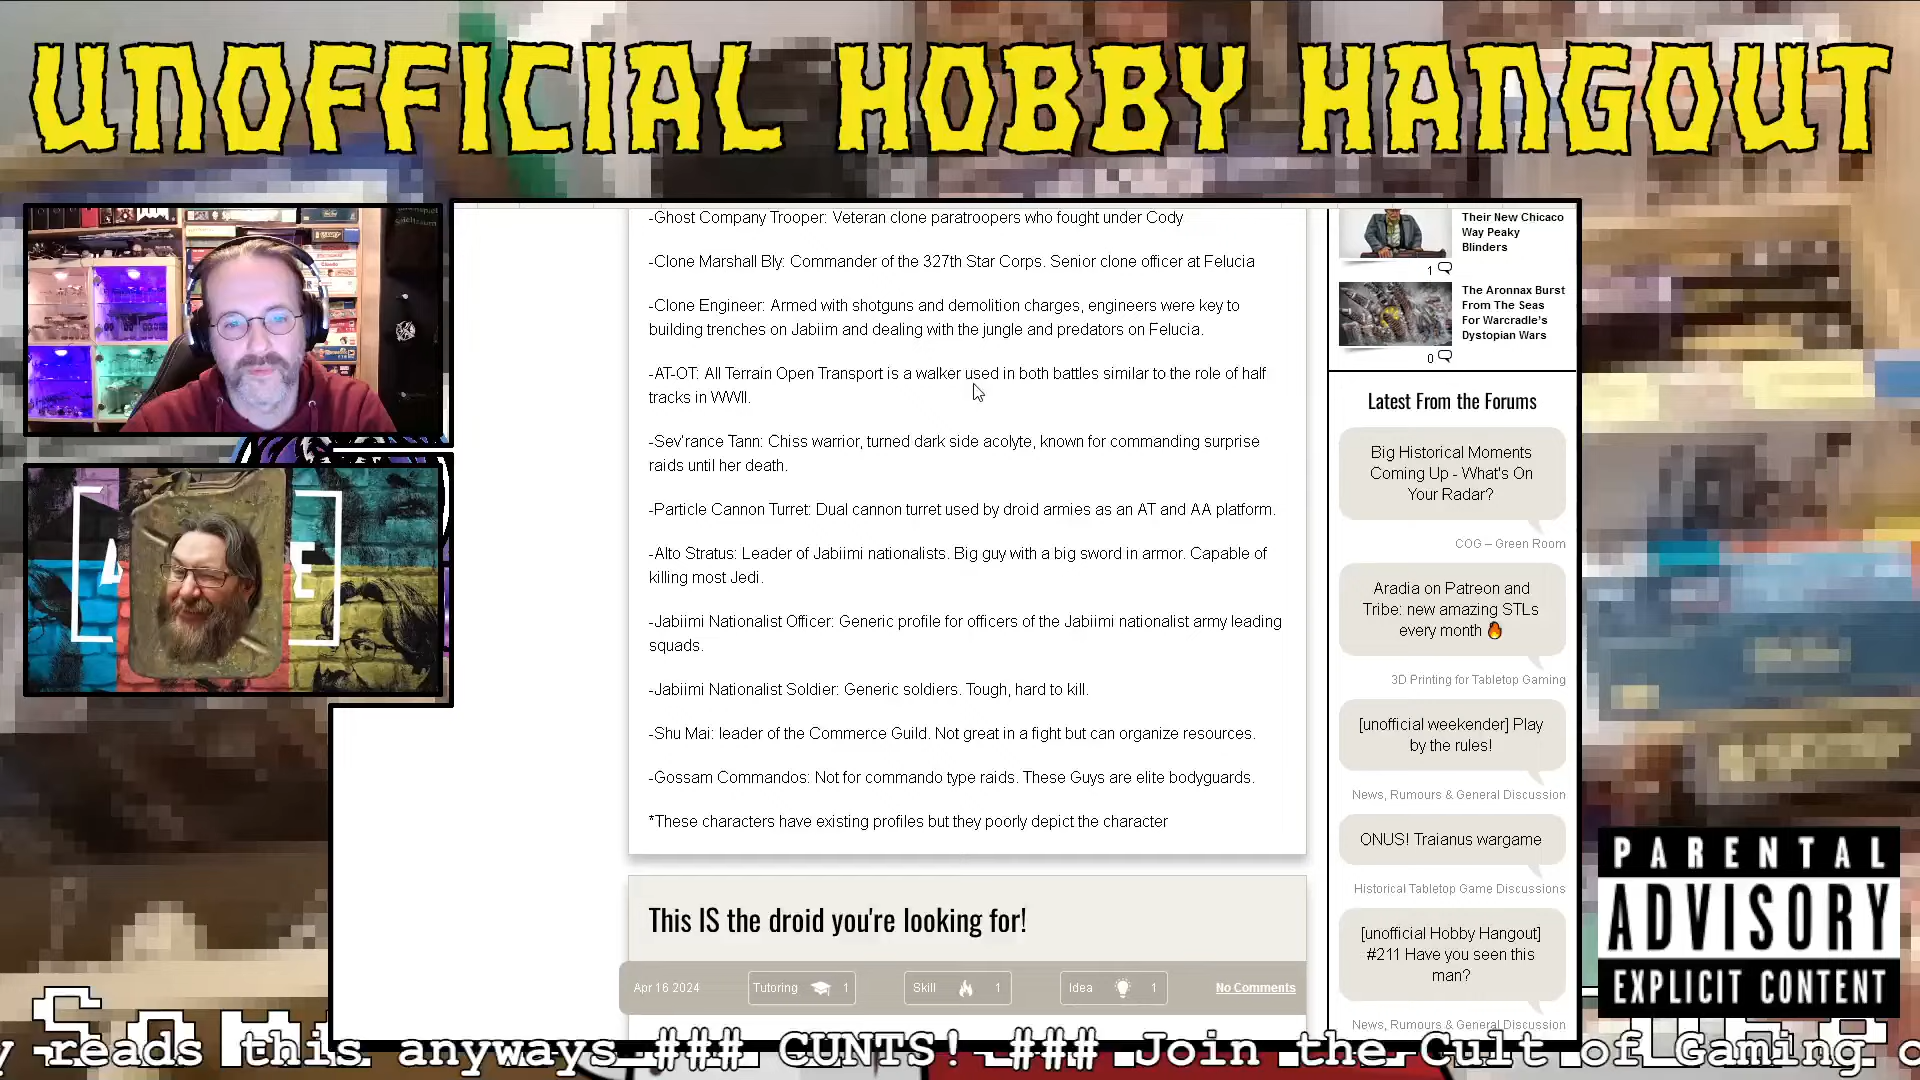 UNOFFICIAL HOBBY HANGOUT
-Ghost Company Trooper: Veteran clone paratroopers who fought under Cody
-Clone Marshall Bly: Commander of the 327th Star Corps. Senior clone officer at Felucia
-Clone Engineer: Armed with shotguns and demolition charges, engineers were key to
building trenches on Jabiim and dealing with the jungle and predators on Felucia.
-AT-OT: All Terrain Open Transport is a walker used in both battles similar to the role of half
tracks in WWII.
-Sev'rance Tann: Chiss warrior, turned dark side acolyte, known for commanding surprise
raids until her death.
-Particle Cannon Turret: Dual cannon turret used by droid armies as an AT and AA platform.
-Alto Stratus: Leader of Jabiimi nationalists. Big guy with a big sword in armor. Capable of
killing most Jedi.
-Jabiimi Nationalist Officer: Generic profile for officers of the Jabiimi nationalist army leading
squads.
-Jabiimi Nationalist Soldier: Generic soldiers. Tough, hard to kill.
-Shu Mai: leader of the Commerce Guild. Not great in a fight but can organize resources.
-Gossam Commandos: Not for commando type raids. These Guys are elite bodyguards.
*These characters have existing profiles but they poorly depict the character
This IS the droid you're looking for!
Apr 16 2024 Tutoring 1 Skill 1 Idea 1 No Comments
Their New Chicaco
Way Peaky
Blinders
1
The Aronnax Burst
From The Seas
For Warcradle's
Dystopian Wars
0
Latest From the Forums
Big Historical Moments
Coming Up - What's On
Your Radar?
COG – Green Room
Aradia on Patreon and
Tribe: new amazing STLs
every month 🔥
3D Printing for Tabletop Gaming
[unofficial weekender] Play
by the rules!
News, Rumours & General Discussion
ONUS! Traianus wargame
Historical Tabletop Game Discussions
[unofficial Hobby Hangout]
#211 Have you seen this
man?
News, Rumours & General Discussion
PARENTAL
ADVISORY
EXPLICIT CONTENT
y reads this anyways ### CUNTS! ### Join the Cult of Gaming